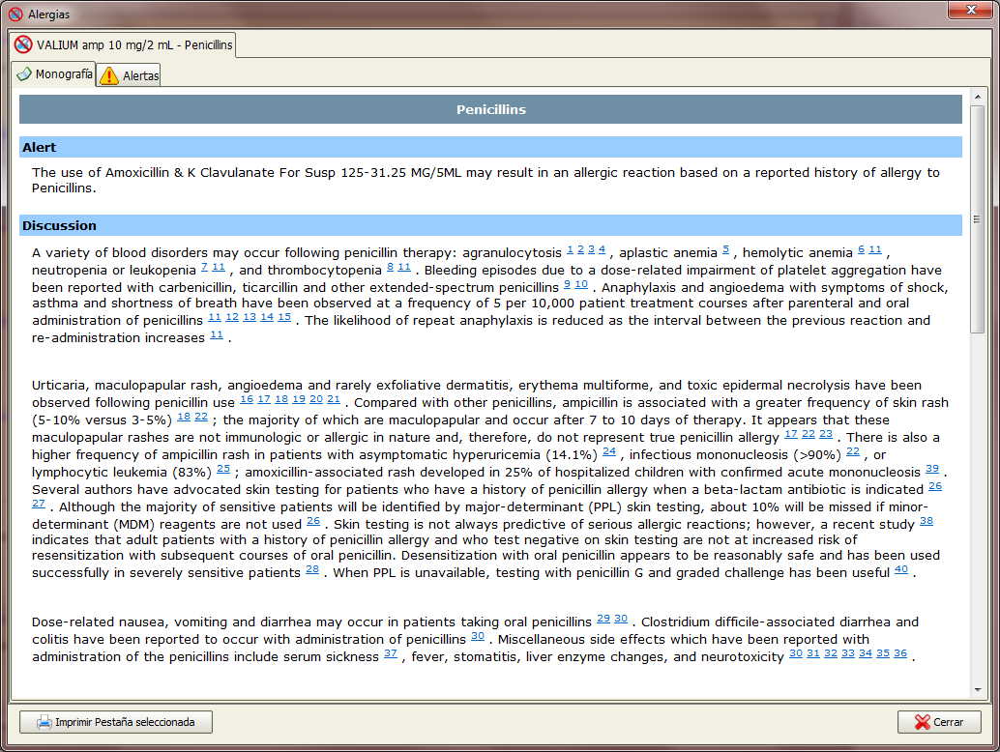 Alergias
VALIUM amp 10 mg/2 mL - Penicillins
Monografía
Alertas
Penicillins
Alert
The use of Amoxicillin & K Clavulanate For Susp 125-31.25 MG/5ML may result in an allergic reaction based on a reported history of allergy to
Penicillins.
Discussion
A variety of blood disorders may occur following penicillin therapy: agranulocytosis 1 2 3 4 , aplastic anemia 5 , hemolytic anemia 6 11 ,
neutropenia or leukopenia 7 11 , and thrombocytopenia 8 11 . Bleeding episodes due to a dose-related impairment of platelet aggregation have
been reported with carbenicillin, ticarcillin and other extended-spectrum penicillins 9 10 . Anaphylaxis and angioedema with symptoms of shock,
asthma and shortness of breath have been observed at a frequency of 5 per 10,000 patient treatment courses after parenteral and oral
administration of penicillins 11 12 13 14 15 . The likelihood of repeat anaphylaxis is reduced as the interval between the previous reaction and
re-administration increases 11 .
Urticaria, maculopapular rash, angioedema and rarely exfoliative dermatitis, erythema multiforme, and toxic epidermal necrolysis have been
observed following penicillin use 16 17 18 19 20 21 . Compared with other penicillins, ampicillin is associated with a greater frequency of skin rash
(5-10% versus 3-5%) 18 22 ; the majority of which are maculopapular and occur after 7 to 10 days of therapy. It appears that these
maculopapular rashes are not immunologic or allergic in nature and, therefore, do not represent true penicillin allergy 17 22 23 . There is also a
higher frequency of ampicillin rash in patients with asymptomatic hyperuricemia (14.1%) 24 , infectious mononucleosis (>90%) 22 , or
lymphocytic leukemia (83%) 25 ; amoxicillin-associated rash developed in 25% of hospitalized children with confirmed acute mononucleosis 39 .
Several authors have advocated skin testing for patients who have a history of penicillin allergy when a beta-lactam antibiotic is indicated 26
27 . Although the majority of sensitive patients will be identified by major-determinant (PPL) skin testing, about 10% will be missed if minor-
determinant (MDM) reagents are not used 26 . Skin testing is not always predictive of serious allergic reactions; however, a recent study 38
indicates that adult patients with a history of penicillin allergy and who test negative on skin testing are not at increased risk of
resensitization with subsequent courses of oral penicillin. Desensitization with oral penicillin appears to be reasonably safe and has been used
successfully in severely sensitive patients 28 . When PPL is unavailable, testing with penicillin G and graded challenge has been useful 40 .
Dose-related nausea, vomiting and diarrhea may occur in patients taking oral penicillins 29 30 . Clostridium difficile-associated diarrhea and
colitis have been reported to occur with administration of penicillins 30 . Miscellaneous side effects which have been reported with
administration of the penicillins include serum sickness 37 , fever, stomatitis, liver enzyme changes, and neurotoxicity 30 31 32 33 34 35 36 .
Imprimir Pestaña seleccionada
Cerrar